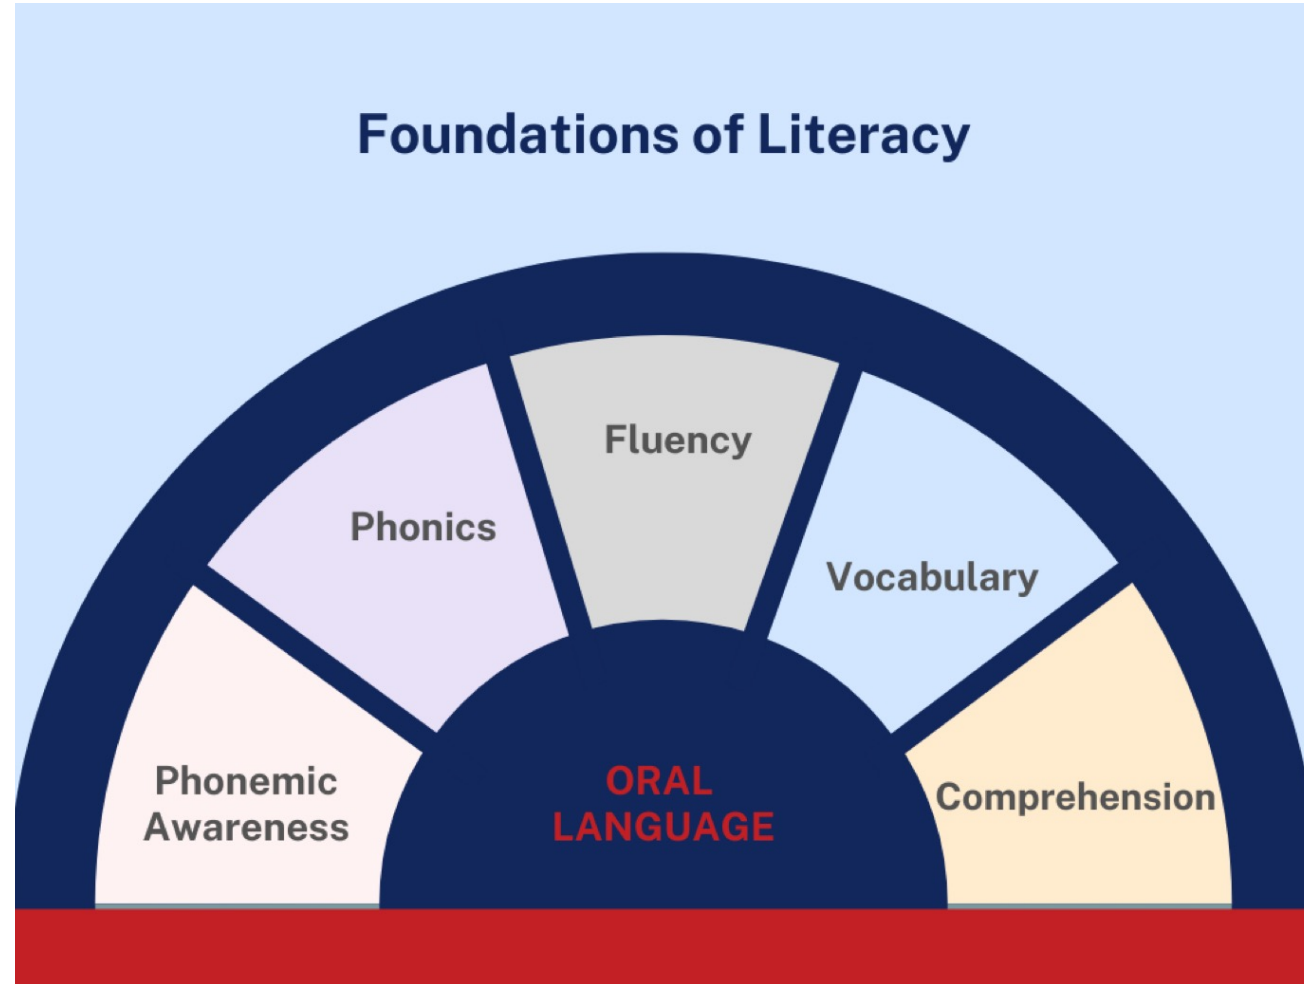 Foundations of Literacy
Fluency
Phonics
Vocabulary
Phonemic
Awareness
ORAL
LANGUAGE
Comprehension